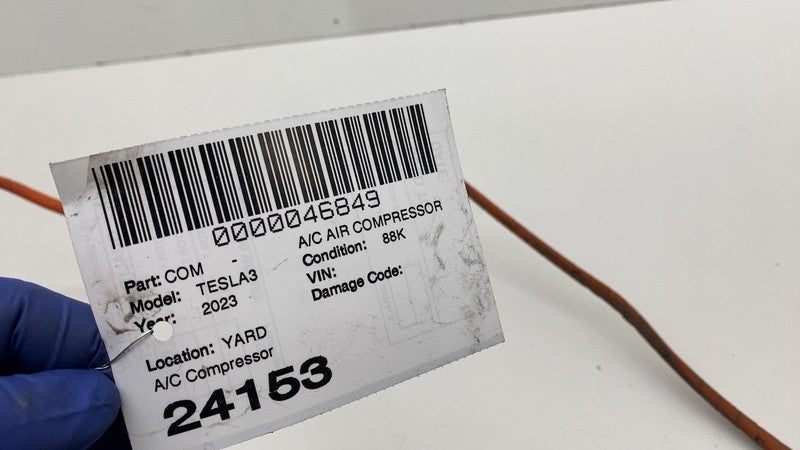 0000046849
Part: COM - A/C AIR COMPRESSOR
Model: TESLA3 Condition: 88K
Year: 2023 VIN:
Damage Code:
Location: YARD
A/C Compressor
24153